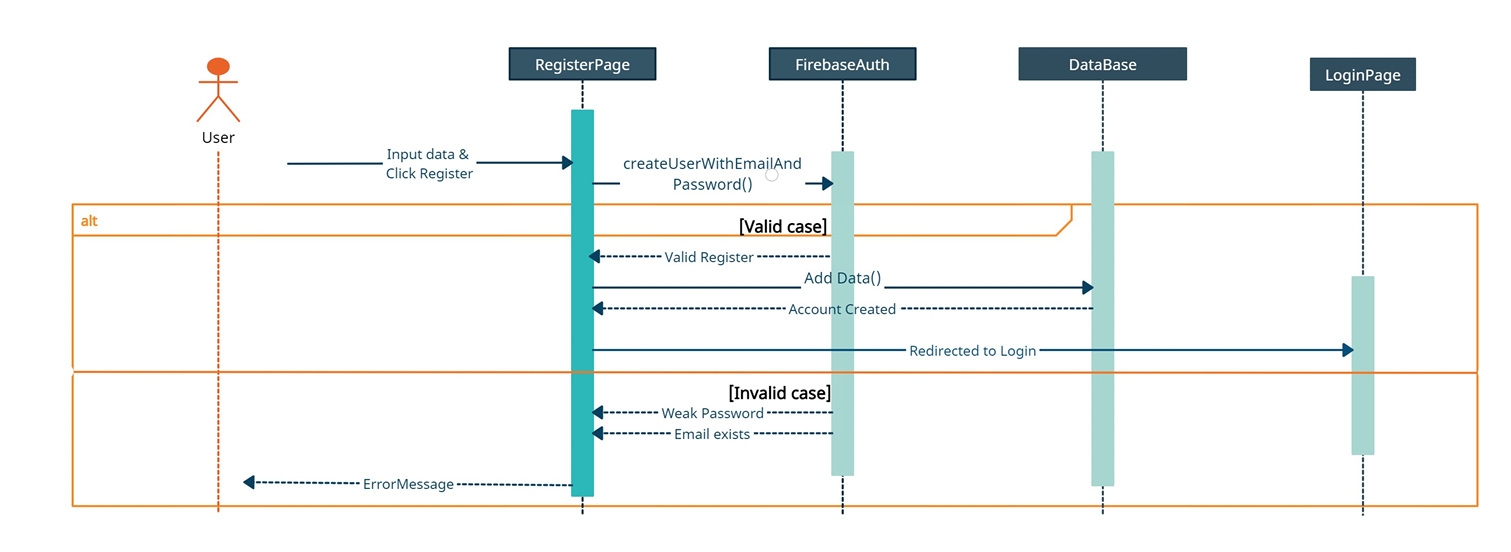 RegisterPage
FirebaseAuth
DataBase
LoginPage
User
Input data &
Click Register
createUserWithEmailAnd
Password()
alt
[Valid case]
Valid Register
Add Data()
Account Created
Redirected to Login
[Invalid case]
Weak Password
Email exists
ErrorMessage